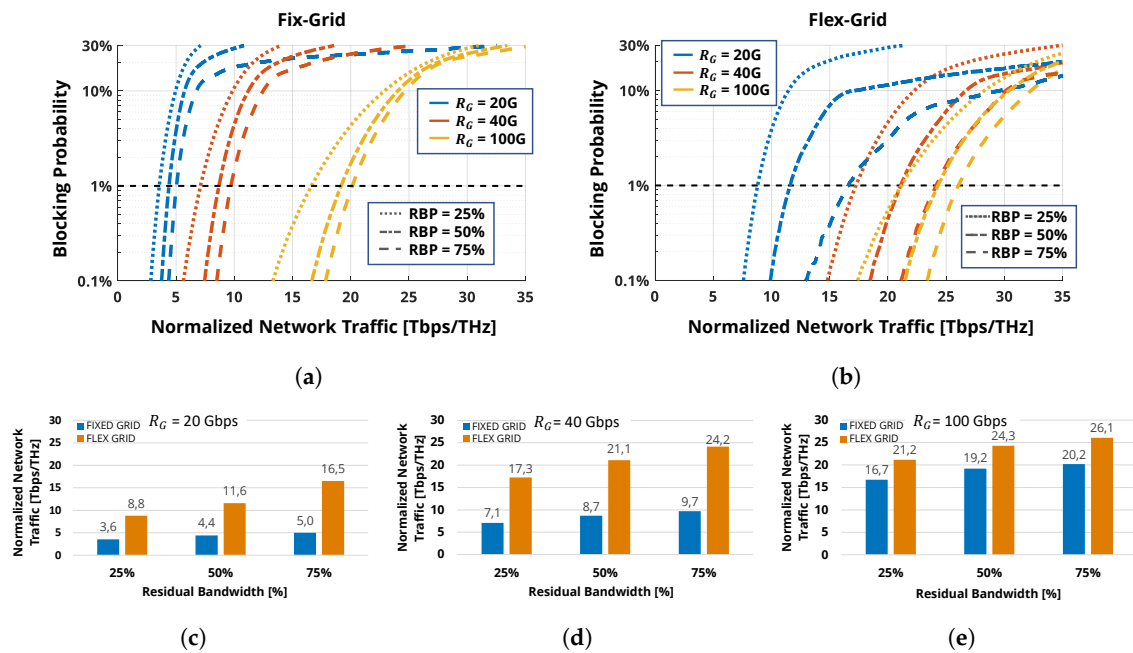 Fix-Grid
30%
10%
1%
0.1%
Blocking Probability
R_G = 20G
R_G = 40G
R_G = 100G
RBP = 25%
RBP = 50%
RBP = 75%
0 5 10 15 20 25 30 35
Normalized Network Traffic [Tbps/THz]
(a)
Flex-Grid
30%
10%
1%
0.1%
Blocking Probability
R_G = 20G
R_G = 40G
R_G = 100G
RBP = 25%
RBP = 50%
RBP = 75%
0 5 10 15 20 25 30 35
Normalized Network Traffic [Tbps/THz]
(b)
R_G = 20 Gbps
FIXED GRID
FLEX GRID
30
25
20
15
10
5
0
Normalized Network
Traffic [Tbps/THz]
3,6 8,8 4,4 11,6 5,0 16,5
25% 50% 75%
Residual Bandwidth [%]
(c)
R_G = 40 Gbps
FIXED GRID
FLEX GRID
30
25
20
15
10
5
0
Normalized Network
Traffic [Tbps/THz]
7,1 17,3 8,7 21,1 9,7 24,2
25% 50% 75%
Residual Bandwidth [%]
(d)
R_G = 100 Gbps
FIXED GRID
FLEX GRID
30
25
20
15
10
5
0
Normalized Network
Traffic [Tbps/THz]
16,7 21,2 19,2 24,3 20,2 26,1
25% 50% 75%
Residual Bandwidth [%]
(e)